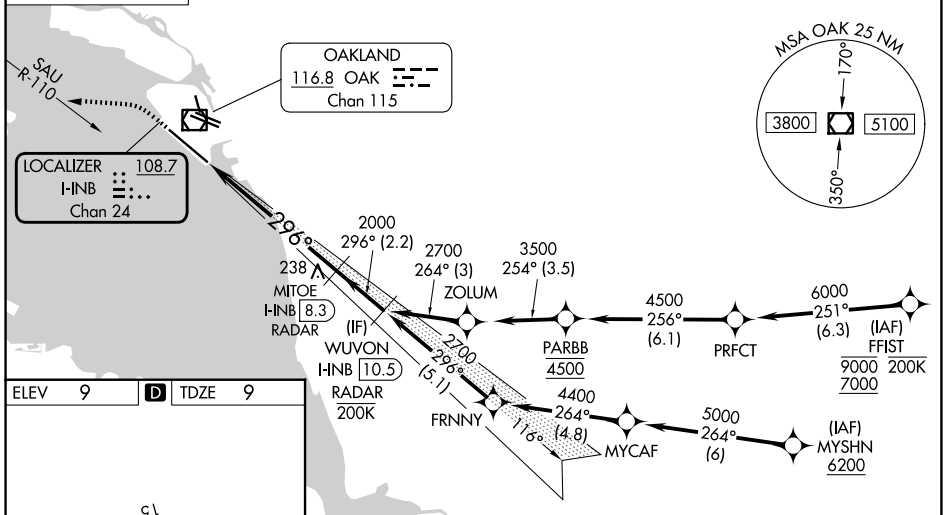 OAKLAND
116.8 OAK
Chan 115
MSA OAK 25 NM
170°
3800
5100
350°
SAU
R-110
LOCALIZER 108.7
I-INB
Chan 24
296°
2000
296° (2.2)
2700
264° (3)
ZOLUM
3500
254° (3.5)
238
MITOE
I-INB 8.3
RADAR
(IF)
WUVON
I-INB 10.5
RADAR
200K
2700
296°
(5.1)
FRNNY
116°
PARBB
4500
4500
256°
(6.1)
PRFCT
6000
251°
(6.3)
(IAF)
FFIST
9000 200K
7000
4400
264°
(4.8)
MYCAF
5000
264°
(6)
(IAF)
MYSHN
6200
ELEV 9 D TDZE 9
15